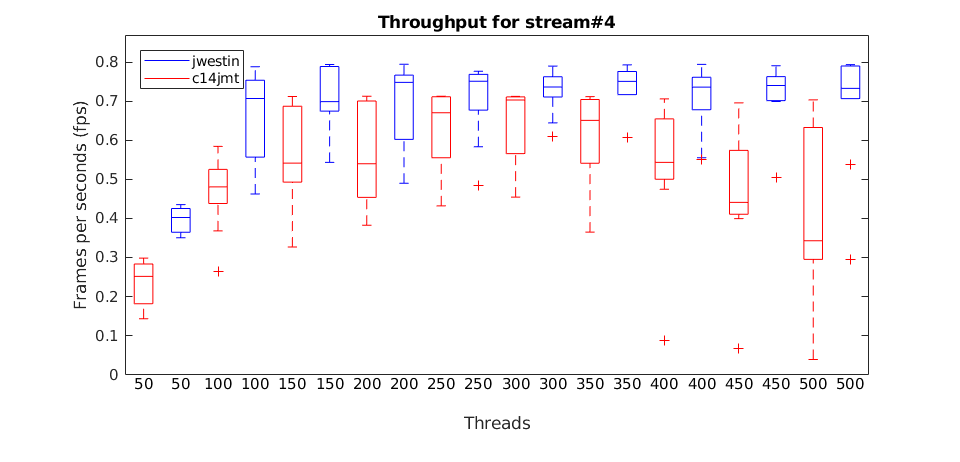 Throughput for stream#4
jwestin
c14jmt
Frames per seconds (fps)
0.8
0.7
0.6
0.5
0.4
0.3
0.2
0.1
0
50 50 100 100 150 150 200 200 250 250 300 300 350 350 400 400 450 450 500 500
Threads